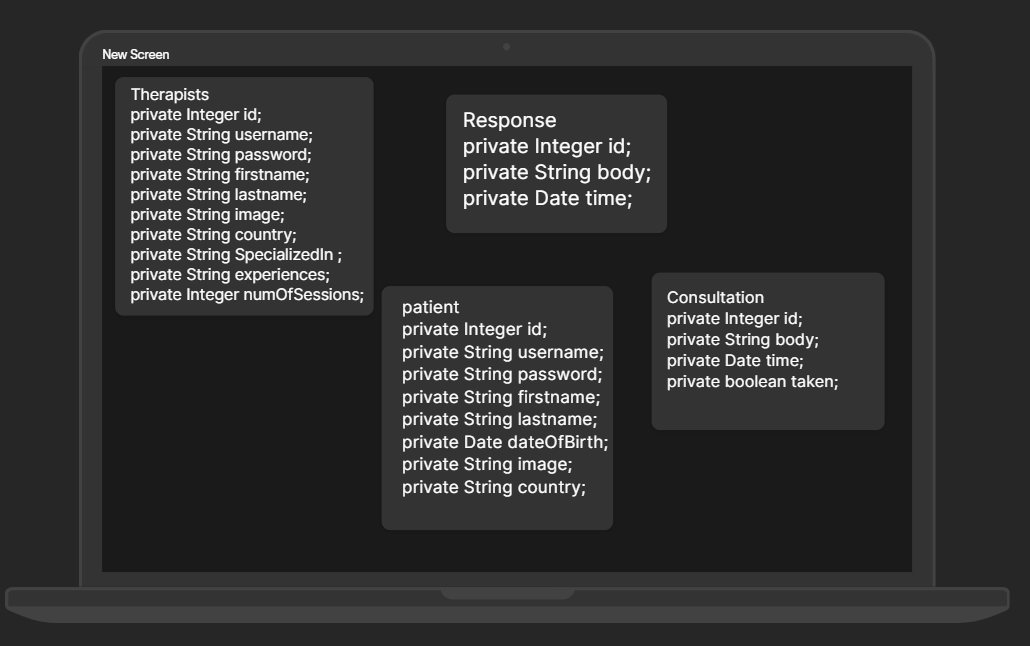 New Screen
Therapists
private Integer id;
private String username;
private String password;
private String firstname;
private String lastname;
private String image;
private String country;
private String SpecializedIn ;
private String experiences;
private Integer numOfSessions;
Response
private Integer id;
private String body;
private Date time;
patient
private Integer id;
private String username;
private String password;
private String firstname;
private String lastname;
private Date dateOfBirth;
private String image;
private String country;
Consultation
private Integer id;
private String body;
private Date time;
private boolean taken;